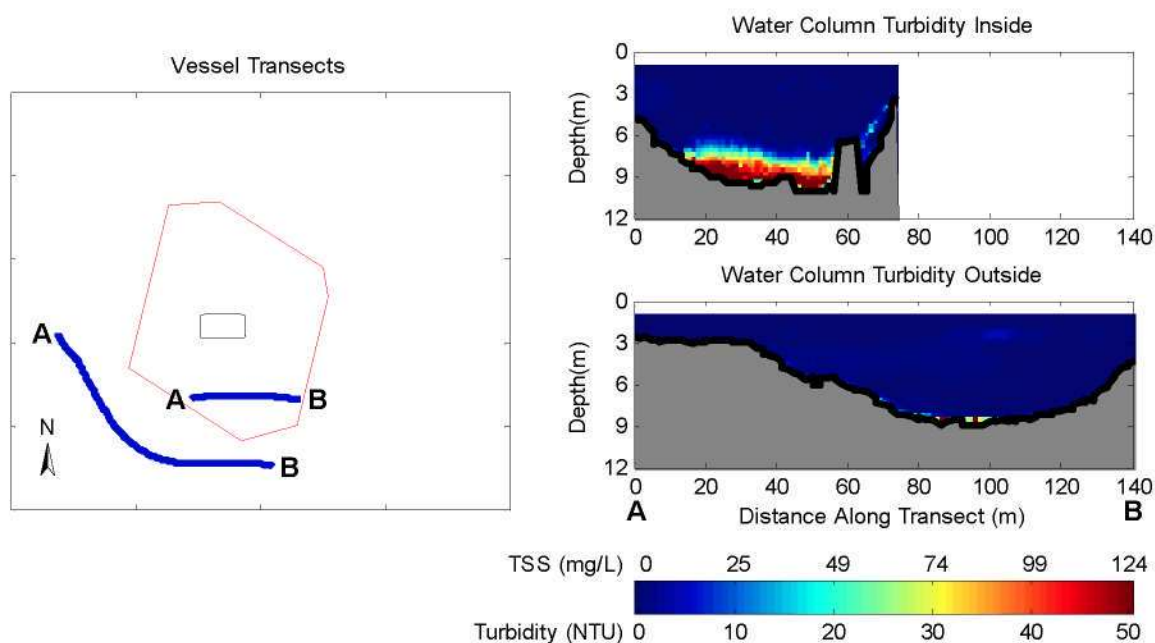 Vessel Transects
A
A
B
N
B
Water Column Turbidity Inside
Depth(m)
0
3
6
9
12
0 20 40 60 80 100 120 140
Water Column Turbidity Outside
Depth(m)
0
3
6
9
12
0 20 40 60 80 100 120 140
A Distance Along Transect (m) B
TSS (mg/L) 0 25 49 74 99 124
Turbidity (NTU) 0 10 20 30 40 50